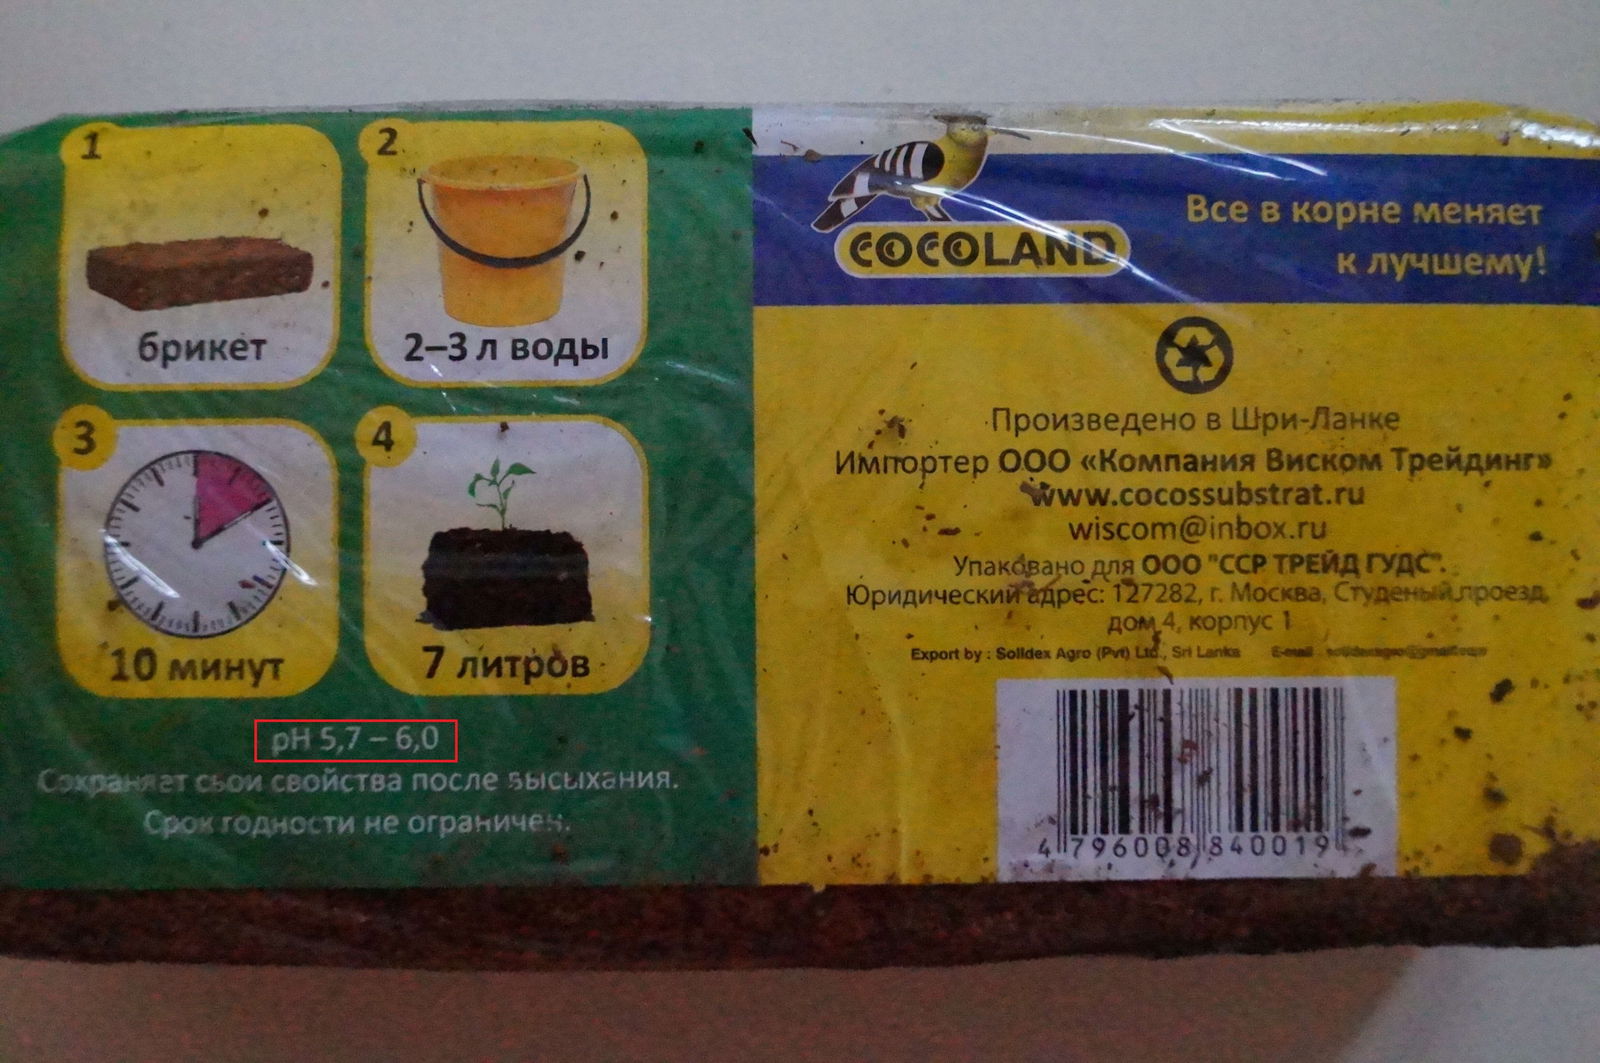 1
брикет
2
2–3 л воды
3
10 минут
4
7 литров
pH 5,7 – 6,0
Сохраняет свои свойства после высыхания.
Срок годности не ограничен.
COCOLAND
Все в корне меняет
к лучшему!
Произведено в Шри-Ланке
Импортер ООО «Компания Виском Трейдинг»
www.cocossubstrat.ru
wiscom@inbox.ru
Упаковано для ООО "ССР ТРЕЙД ГУДС".
Юридический адрес: 127282, г. Москва, Студеный проезд,
дом 4, корпус 1
Export by : Solidex Agro (Pvt) Ltd., Sri Lanka E-mail
4 796008 840019